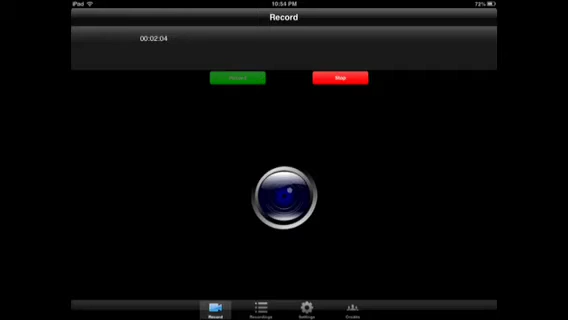 iPad 10:54 PM 72%
Record
00:02:04
Record Stop
Record Recordings Settings Credits